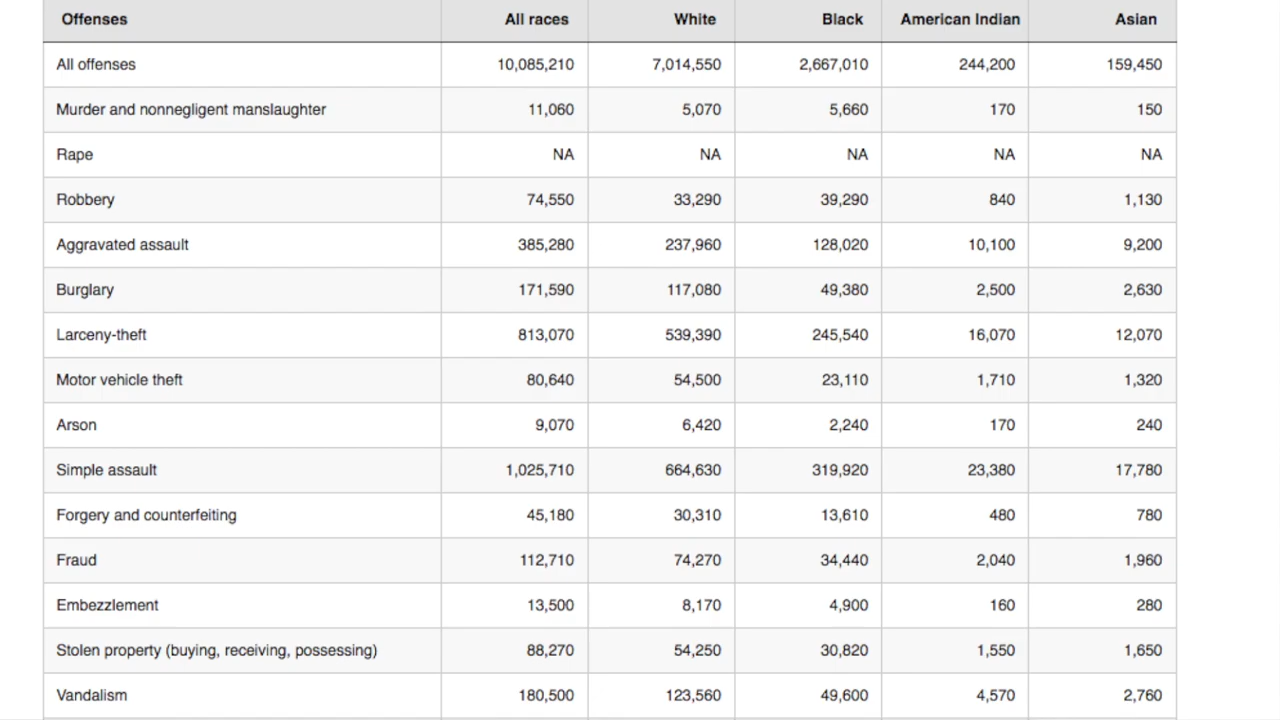 Offenses All races White Black American Indian Asian
All offenses 10,085,210 7,014,550 2,667,010 244,200 159,450
Murder and nonnegligent manslaughter 11,060 5,070 5,660 170 150
Rape NA NA NA NA NA
Robbery 74,550 33,290 39,290 840 1,130
Aggravated assault 385,280 237,960 128,020 10,100 9,200
Burglary 171,590 117,080 49,380 2,500 2,630
Larceny-theft 813,070 539,390 245,540 16,070 12,070
Motor vehicle theft 80,640 54,500 23,110 1,710 1,320
Arson 9,070 6,420 2,240 170 240
Simple assault 1,025,710 664,630 319,920 23,380 17,780
Forgery and counterfeiting 45,180 30,310 13,610 480 780
Fraud 112,710 74,270 34,440 2,040 1,960
Embezzlement 13,500 8,170 4,900 160 280
Stolen property (buying, receiving, possessing) 88,270 54,250 30,820 1,550 1,650
Vandalism 180,500 123,560 49,600 4,570 2,760